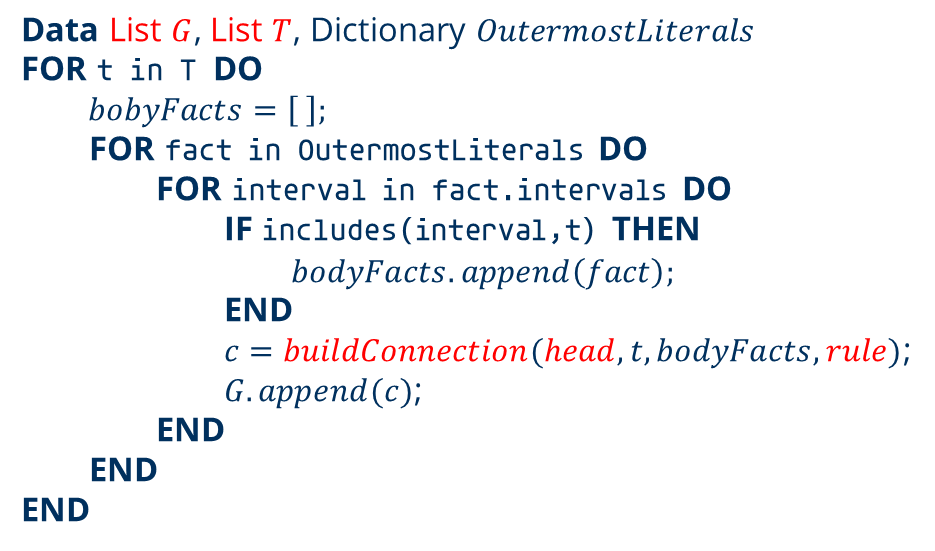 Data List G, List T, Dictionary OutermostLiterals
FOR t in T DO
bobyFacts = [];
FOR fact in OutermostLiterals DO
FOR interval in fact.intervals DO
IF includes(interval,t) THEN
bodyFacts.append(fact);
END
c = buildConnection(head,t,bodyFacts,rule);
G.append(c);
END
END
END